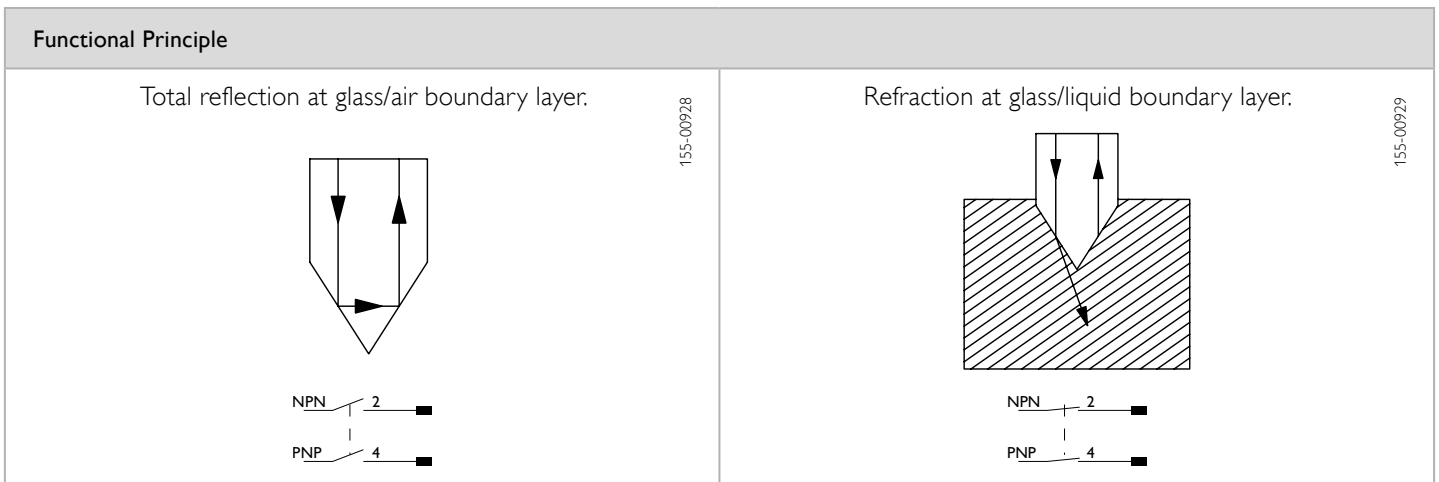 Functional Principle
Total reflection at glass/air boundary layer.
155-00928
NPN 2
PNP 4
Refraction at glass/liquid boundary layer.
155-00929
NPN 2
PNP 4